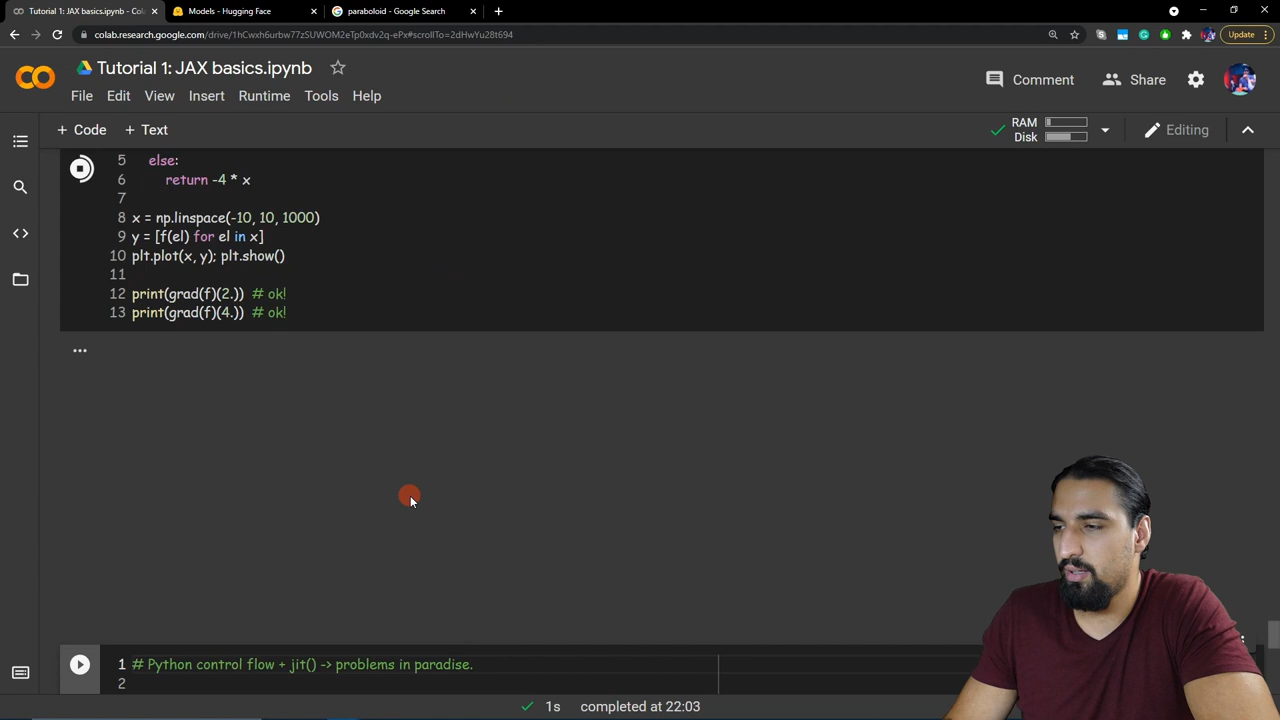 Tutorial 1: JAX basics.ipynb - Col
Models - Hugging Face
paraboloid - Google Search
colab.research.google.com/drive/1hCwxh6urbw77zSUWOM2eTp0xdv2q-ePx#scrollTo=2dHwYu28t694
Update
Tutorial 1: JAX basics.ipynb
Comment
Share
File Edit View Insert Runtime Tools Help
+ Code + Text
RAM
Disk
Editing
5 else:
6 return -4 * x
7
8 x = np.linspace(-10, 10, 1000)
9 y = [f(el) for el in x]
10 plt.plot(x, y); plt.show()
11
12 print(grad(f)(2.)) # ok!
13 print(grad(f)(4.)) # ok!
...
1 # Python control flow + jit() -> problems in paradise.
2
1s completed at 22:03